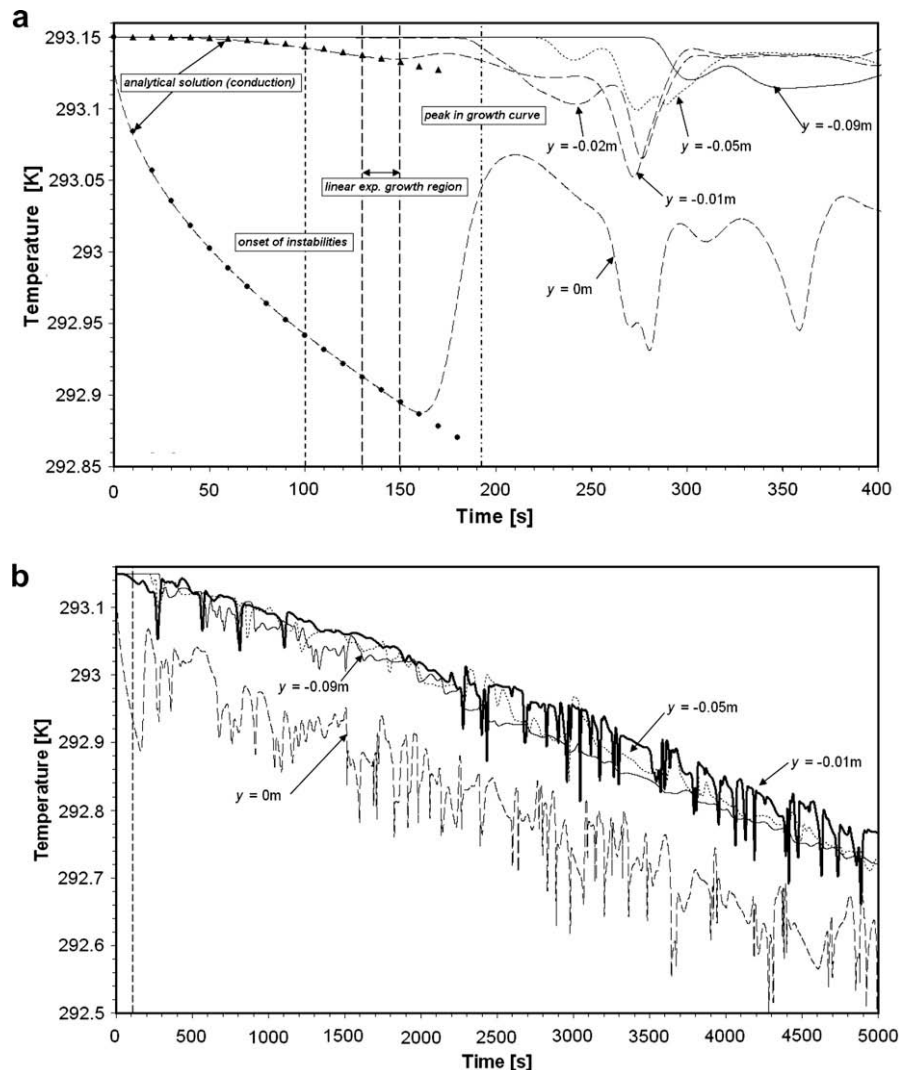 a
293.15
analytical solution (conduction)
293.1
peak in growth curve
y = -0.09m
y = -0.02m
y = -0.05m
293.05
linear exp. growth region
y = -0.01m
onset of instabilities
293
y = 0m
292.95
292.9
292.85
Temperature [K]
0 50 100 150 200 250 300 350 400
Time [s]
b
293.1
293
y = -0.09m
y = -0.05m
292.9
y = 0m
y = -0.01m
292.8
292.7
292.6
292.5
Temperature [K]
0 500 1000 1500 2000 2500 3000 3500 4000 4500 5000
Time [s]